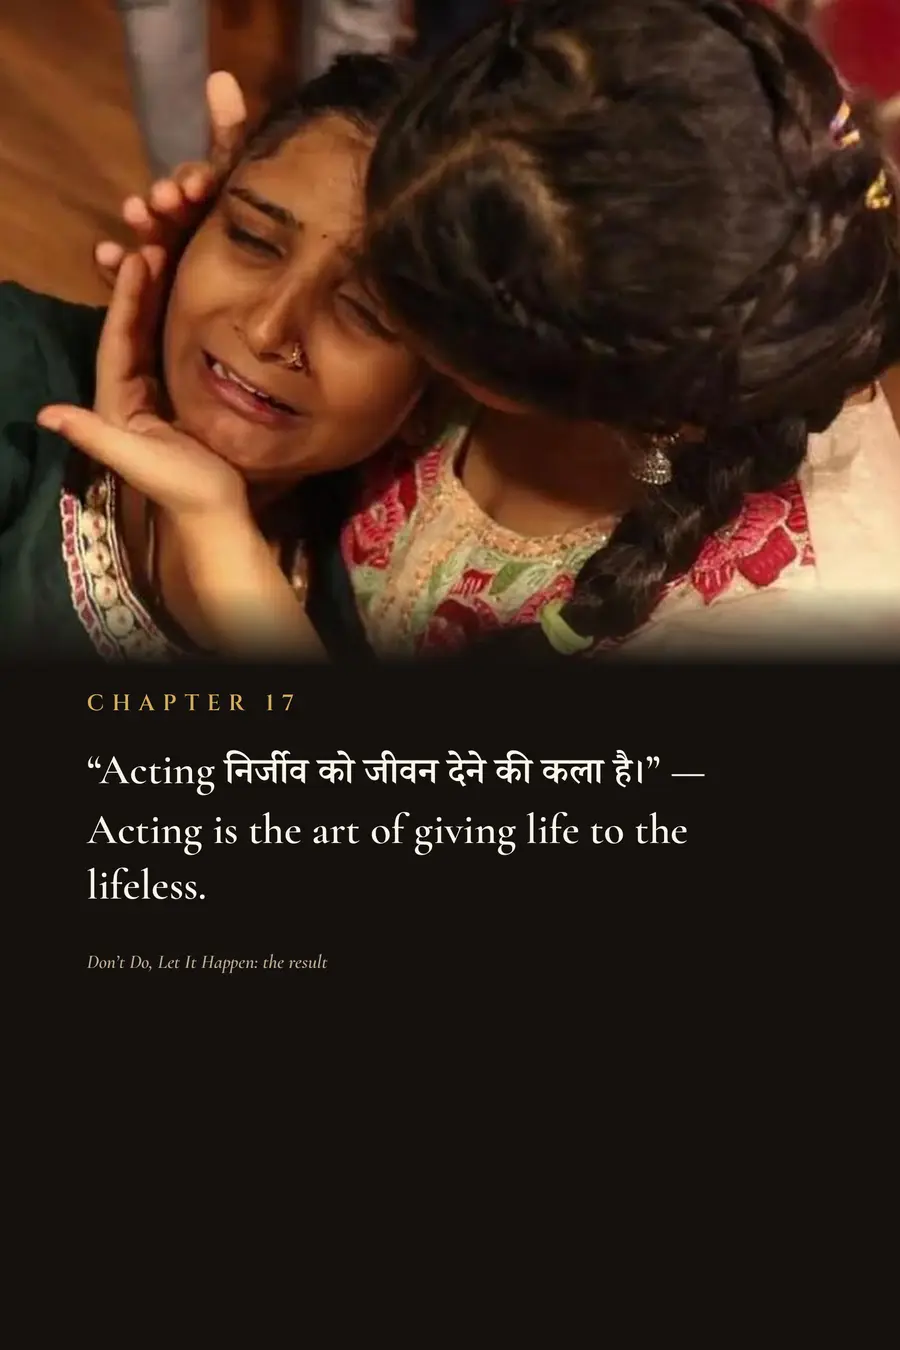 CHAPTER 17
“Acting निर्जीव को जीवन देने की कला है।” —
Acting is the art of giving life to the
lifeless.
Don’t Do, Let It Happen: the result